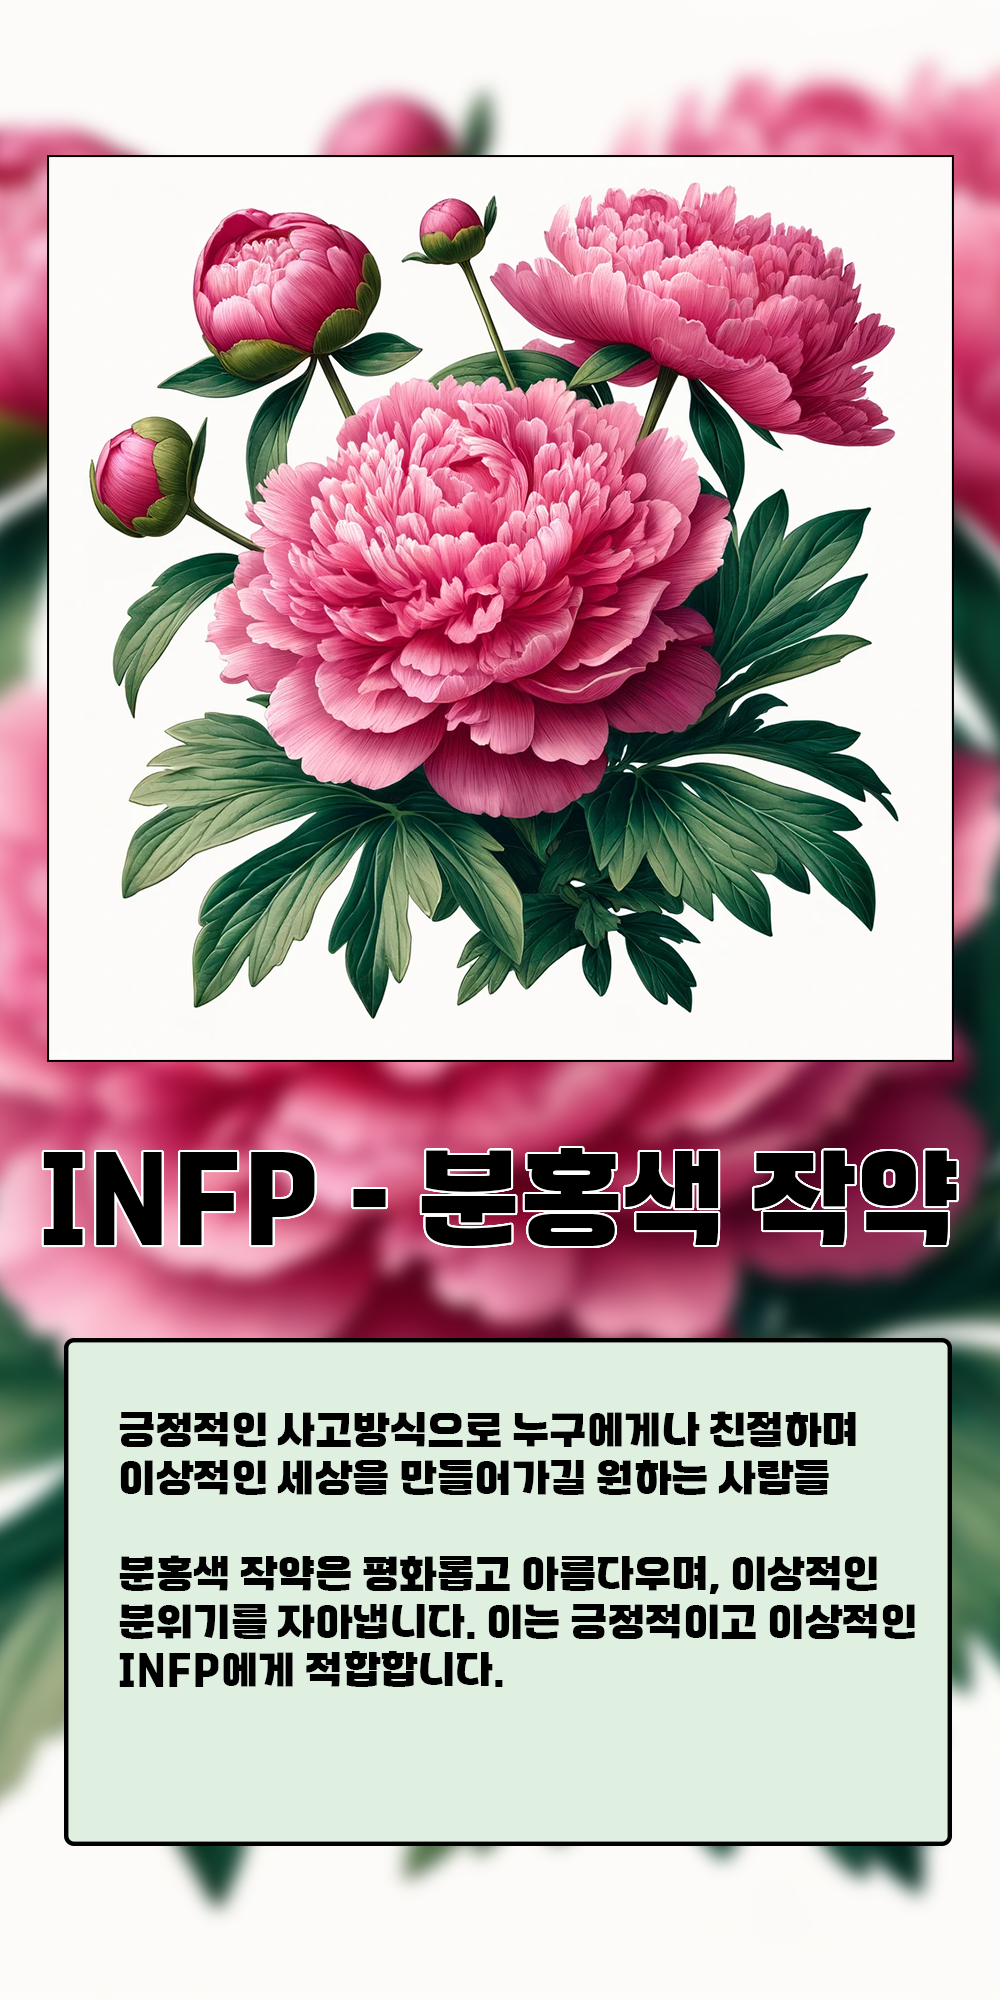 INFP - 분홍색 작약
긍정적인 사고방식으로 누구에게나 친절하며
이상적인 세상을 만들어가길 원하는 사람들
분홍색 작약은 평화롭고 아름다우며, 이상적인
분위기를 자아냅니다. 이는 긍정적이고 이상적인
INFP에게 적합합니다.